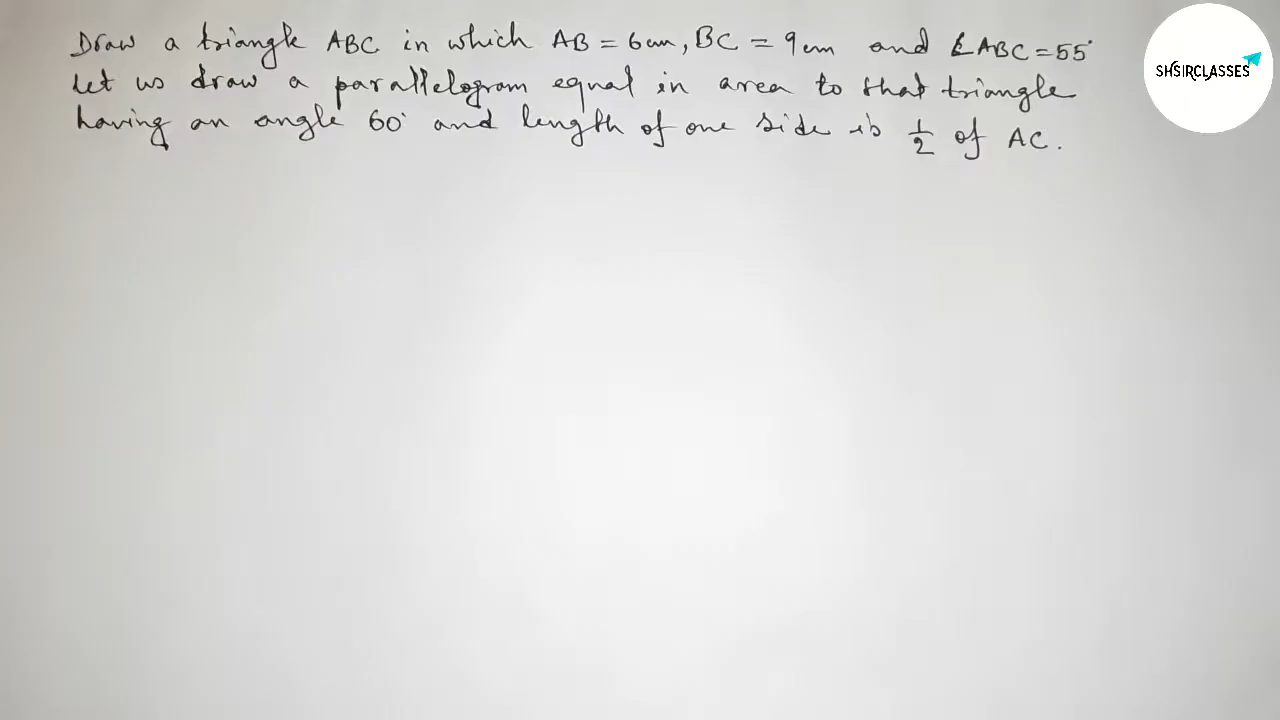 Draw a triangle ABC in which AB = 6cm, BC = 9cm and ∠ABC = 55°
let us draw a parallelogram equal in area to that triangle
having an angle 60° and length of one side is 1/2 of AC.
SHSIRCLASSES